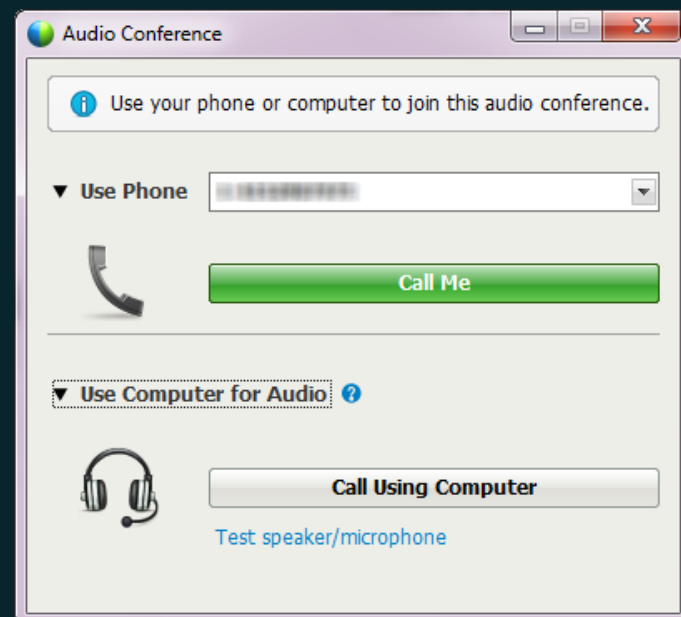 Audio Conference
Use your phone or computer to join this audio conference.
Use Phone
Call Me
Use Computer for Audio
Call Using Computer
Test speaker/microphone